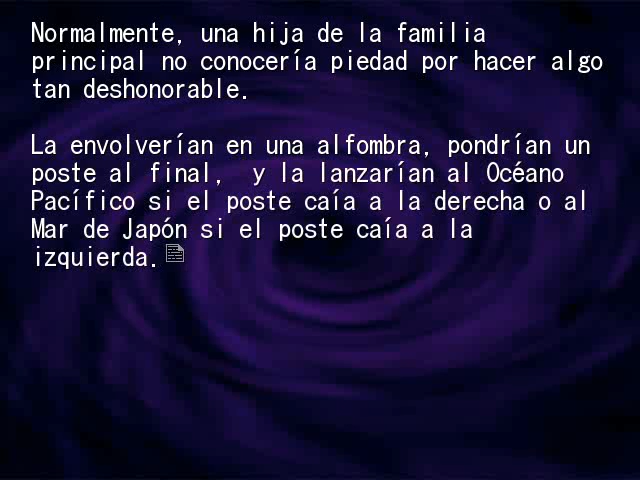 Normalmente, una hija de la familia
principal no conocería piedad por hacer algo
tan deshonorable.
La envolverían en una alfombra, pondrían un
poste al final,  y la lanzarían al Océano
Pacífico si el poste caía a la derecha o al
Mar de Japón si el poste caía a la
izquierda.